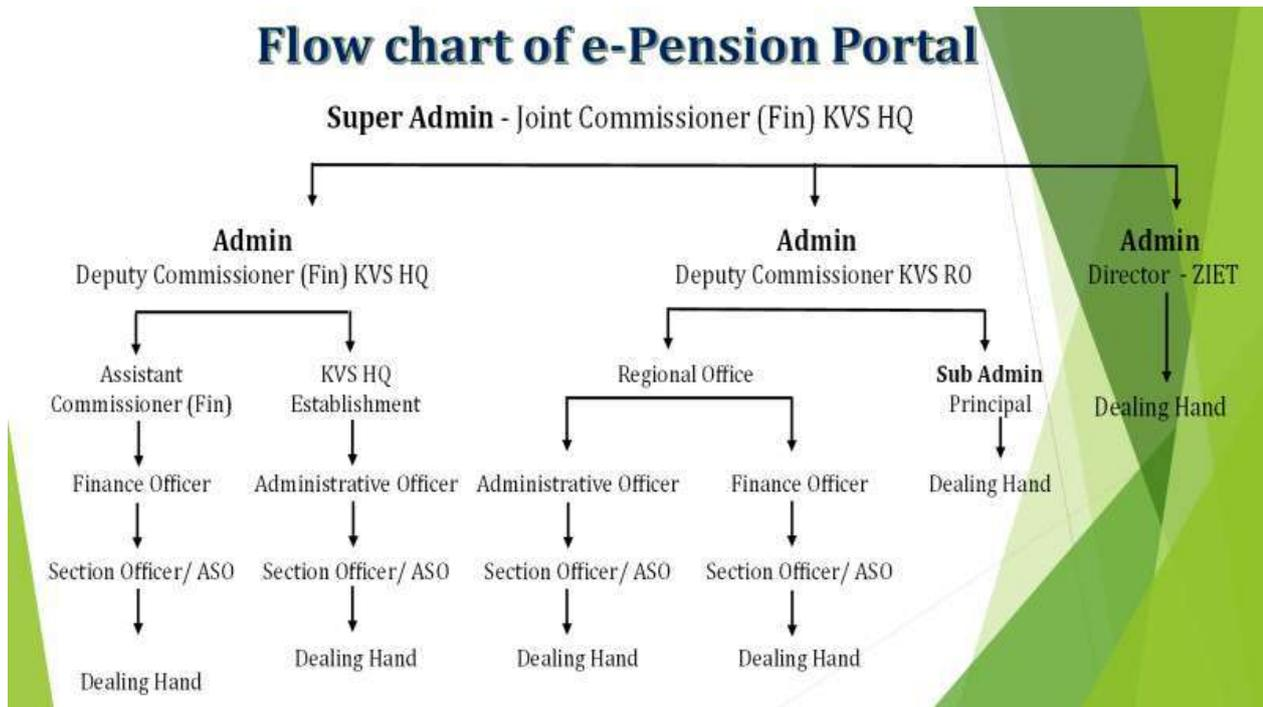 Flow chart of e-Pension Portal
Super Admin - Joint Commissioner (Fin) KVS HQ
Admin
Deputy Commissioner (Fin) KVS HQ
Admin
Deputy Commissioner KVS RO
Admin
Director - ZIET
Assistant
Commissioner (Fin)
KVS HQ
Establishment
Regional Office
Sub Admin
Principal
Dealing Hand
Finance Officer
Administrative Officer
Administrative Officer
Finance Officer
Dealing Hand
Section Officer/ ASO
Section Officer/ ASO
Section Officer/ ASO
Section Officer/ ASO
Dealing Hand
Dealing Hand
Dealing Hand
Dealing Hand